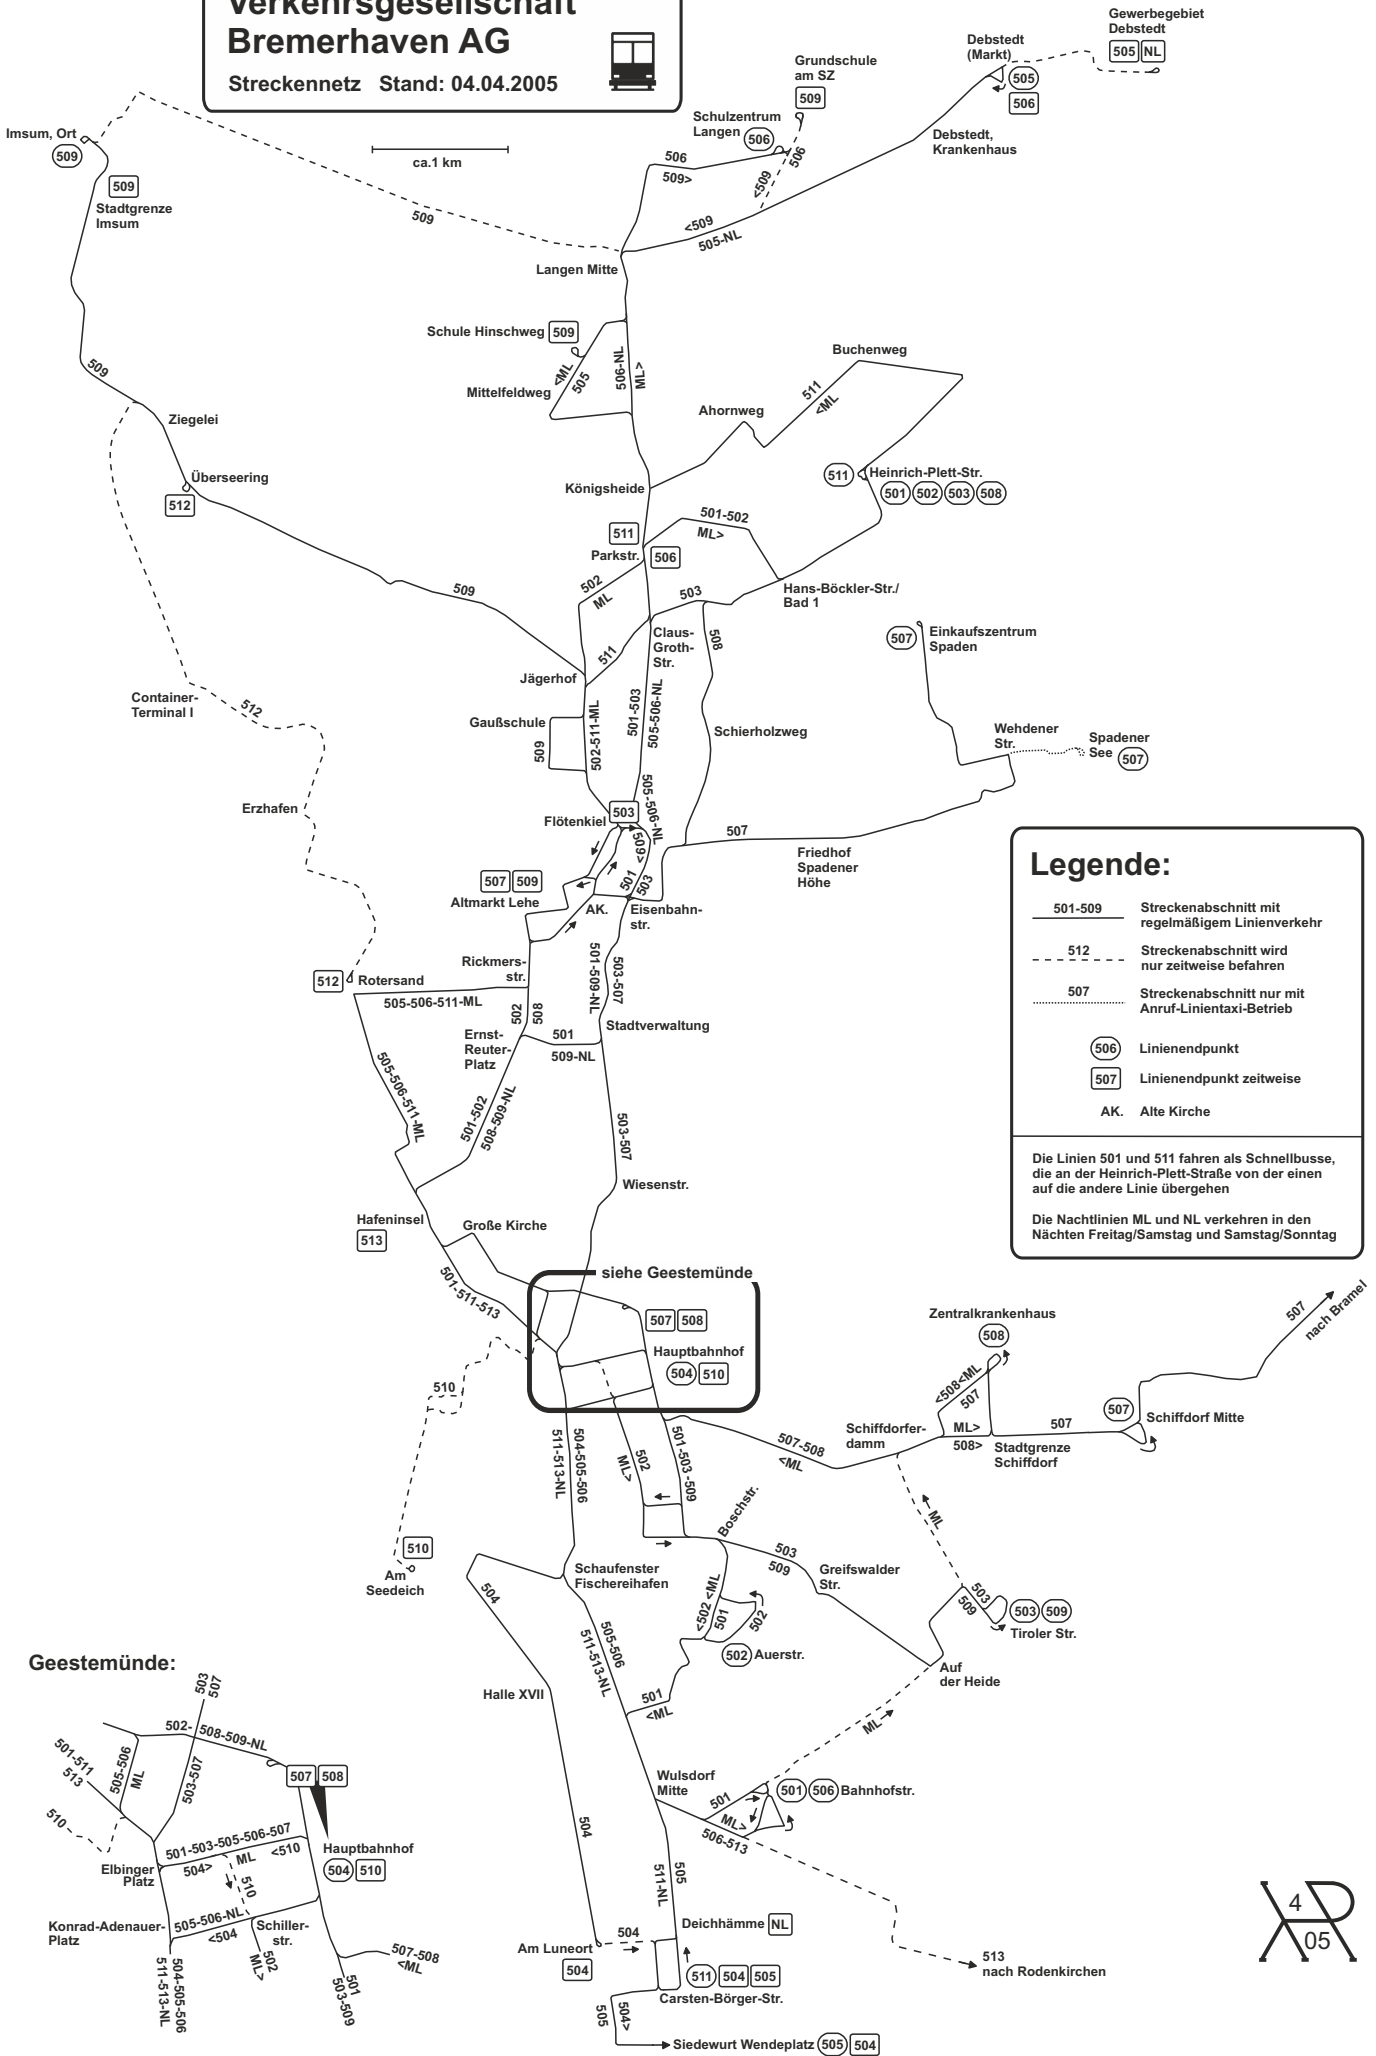 Verkehrsgesellschaft
Bremerhaven AG
Streckennetz Stand: 04.04.2005
Gewerbegebiet
Debstedt
505 NL
Debstedt
(Markt)
505
506
Grundschule
am SZ
509
Schulzentrum
Langen
506
Debstedt,
Krankenhaus
Imsum, Ort
509
509
Stadtgrenze
Imsum
ca.1 km
506
509>
506
<509
509
<509
505-NL
Langen Mitte
Schule Hinschweg 509
506-NL
ML>
<ML
505
Mittelfeldweg
509
Buchenweg
511
<ML
Ahornweg
Ziegelei
Überseering
512
Königsheide
511
Heinrich-Plett-Str.
501 502 503 508
501-502
ML>
511
Parkstr.
506
502
ML
503
Hans-Böckler-Str./
Bad 1
509
Claus-
Groth-
Str.
508
507
Einkaufszentrum
Spaden
511
Jägerhof
Container-
Terminal I
512
Gaußschule
509
502-511-ML
501-503
505-506-NL
Schierholzweg
Wehdener
Str.
Spadener
See
507
Erzhafen
505-506-NL
503
Flötenkiel
509>
507
Friedhof
Spadener
Höhe
507 509
Altmarkt Lehe
501
503
AK.
Eisenbahn-
str.
Rickmers-
str.
512
Rotersand
505-506-511-ML
501-509-NL
503-507
502
508
Stadtverwaltung
Ernst-
Reuter-
Platz
501
509-NL
505-506-511-ML
501-502
508-509-NL
503-507
Wiesenstr.
Hafeninsel
513
Große Kirche
501-511-513
siehe Geestemünde
507 508
Hauptbahnhof
504 510
Legende:
501-509
Streckenabschnitt mit
regelmäßigem Linienverkehr
512
Streckenabschnitt wird
nur zeitweise befahren
507
Streckenabschnitt nur mit
Anruf-Linientaxi-Betrieb
506
Linienendpunkt
507
Linienendpunkt zeitweise
AK. Alte Kirche
Die Linien 501 und 511 fahren als Schnellbusse,
die an der Heinrich-Plett-Straße von der einen
auf die andere Linie übergehen
Die Nachtlinien ML und NL verkehren in den
Nächten Freitag/Samstag und Samstag/Sonntag
507
nach Bramel
Zentralkrankenhaus
508
<508<ML
507
507
Schiffdorf Mitte
510
Schiffdorfer-
damm
ML>
508>
507
Stadtgrenze
Schiffdorf
507-508
<ML
511-513-NL
504-505-506
502
ML>
501-503-509
Boschstr.
ML
510
Am
Seedeich
Schaufenster
Fischereihafen
504
503
509
Greifswalder
Str.
<502 <ML
501
502
503
509
503 509
Tiroler Str.
502 Auerstr.
505-506
511-513-NL
Auf
der Heide
Halle XVII
501
<ML
ML
Wulsdorf
Mitte
501
ML>
506-513
501 506 Bahnhofstr.
504
505
511-NL
Deichhämme NL
504
Am Luneort
504
511 504 505
Carsten-Börger-Str.
505
504>
Siedewurt Wendeplatz 505 504
513
nach Rodenkirchen
Geestemünde:
503
507
502- 508-509-NL
501-511
513
505-506
ML
503-507
507 508
510
501-503-505-506-507
504> ML <510
Hauptbahnhof
504 510
Elbinger
Platz
510
Konrad-Adenauer-
Platz
505-506-NL
<504
Schiller-
str.
502
ML>
507-508
<ML
511-513-NL
504-505-506
501
503-509
4
05